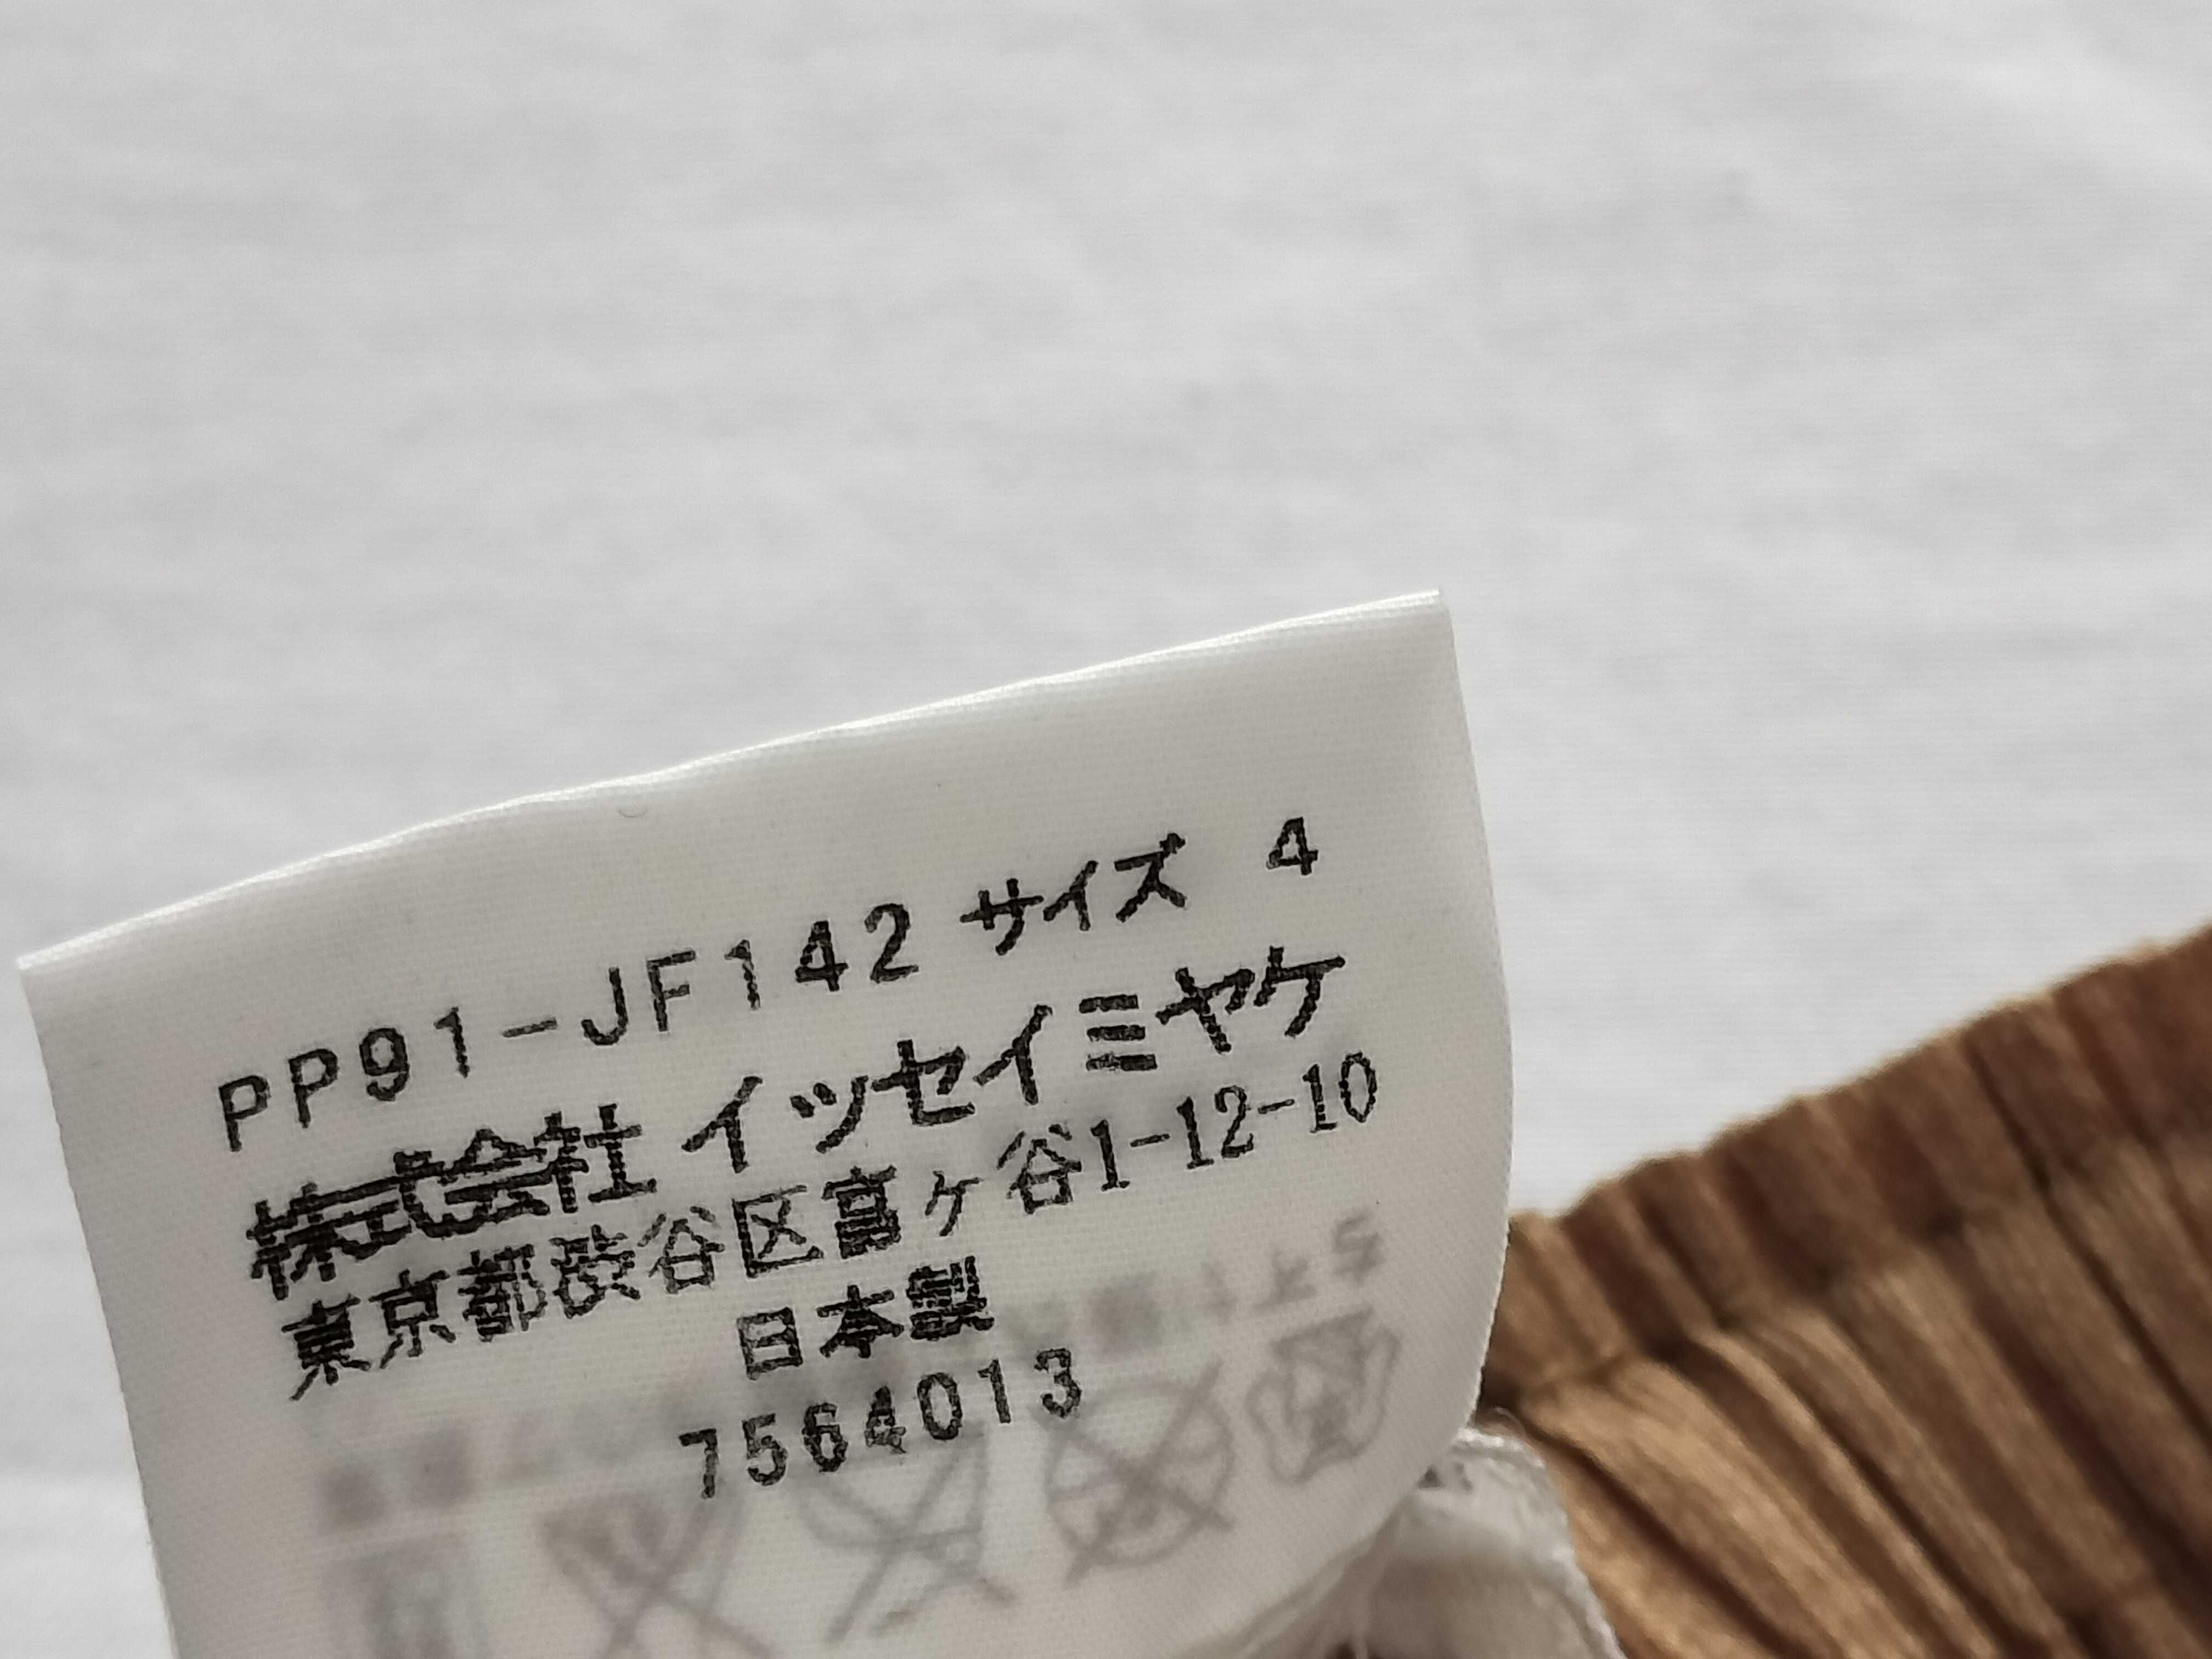 PP91-JF142 サイズ 4
株式会社 イッセイミヤケ
東京都渋谷区富ヶ谷1-12-10
日本製
7564013